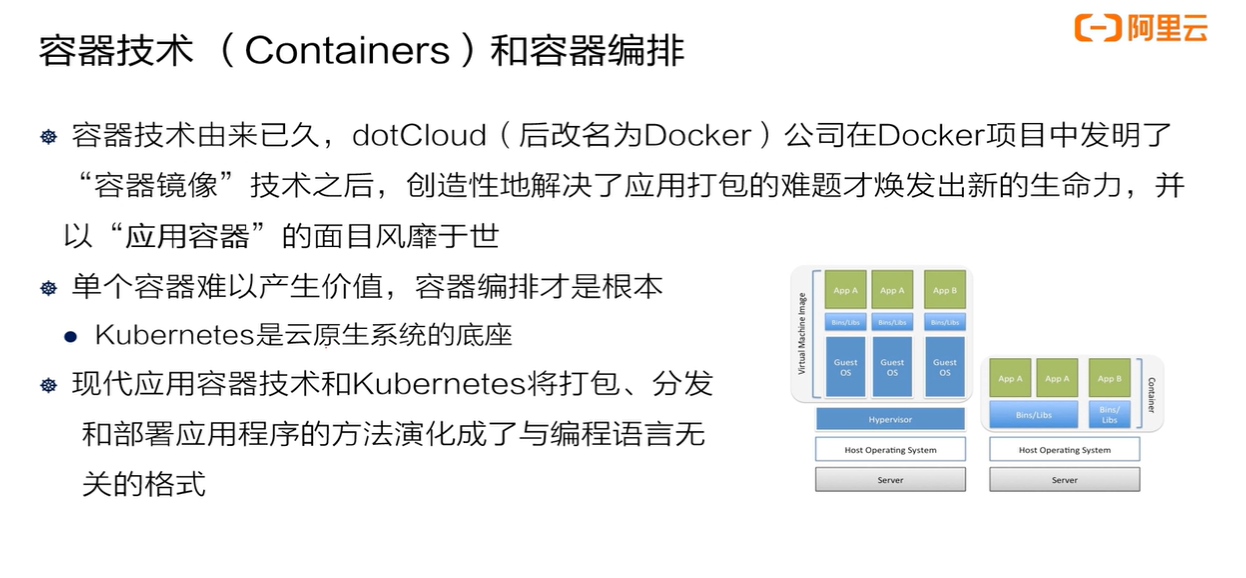 阿里云
容器技术 （Containers）和容器编排
容器技术由来已久，dotCloud（后改名为Docker）公司在Docker项目中发明了
“容器镜像”技术之后，创造性地解决了应用打包的难题才焕发出新的生命力，并
以“应用容器”的面目风靡于世
单个容器难以产生价值，容器编排才是根本
Kubernetes是云原生系统的底座
现代应用容器技术和Kubernetes将打包、分发
和部署应用程序的方法演化成了与编程语言无
关的格式
Virtual Machine Image
App A
App A
App B
Bins/Libs
Bins/Libs
Bins/Libs
Guest
OS
Guest
OS
Guest
OS
Hypervisor
Host Operating System
Server
App A
App A
App B
Container
Bins/Libs
Bins/
Libs
Host Operating System
Server